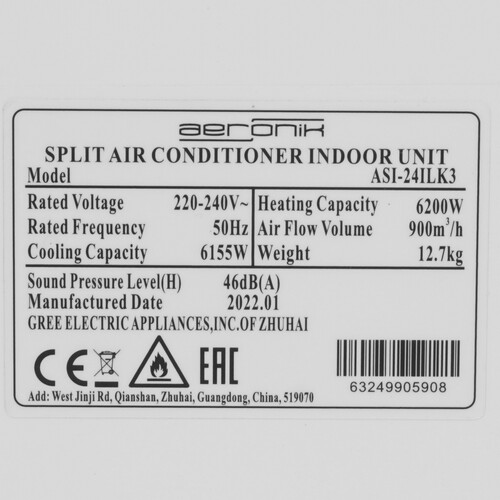 aeronik
SPLIT AIR CONDITIONER INDOOR UNIT
Model ASI-24ILK3
Rated Voltage 220-240V~
Rated Frequency 50Hz
Cooling Capacity 6155W
Heating Capacity 6200W
Air Flow Volume 900m³/h
Weight 12.7kg
Sound Pressure Level(H) 46dB(A)
Manufactured Date 2022.01
GREE ELECTRIC APPLIANCES,INC.OF ZHUHAI
CE EAC
63249905908
Add: West Jinji Rd, Qianshan, Zhuhai, Guangdong, China, 519070